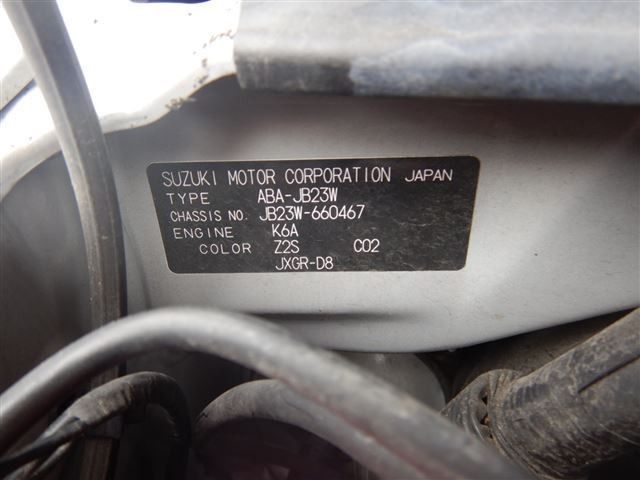 SUZUKI MOTOR CORPORATION JAPAN
TYPE ABA-JB23W
CHASSIS NO. JB23W-660467
ENGINE K6A
COLOR Z2S C02
JXGR-D8